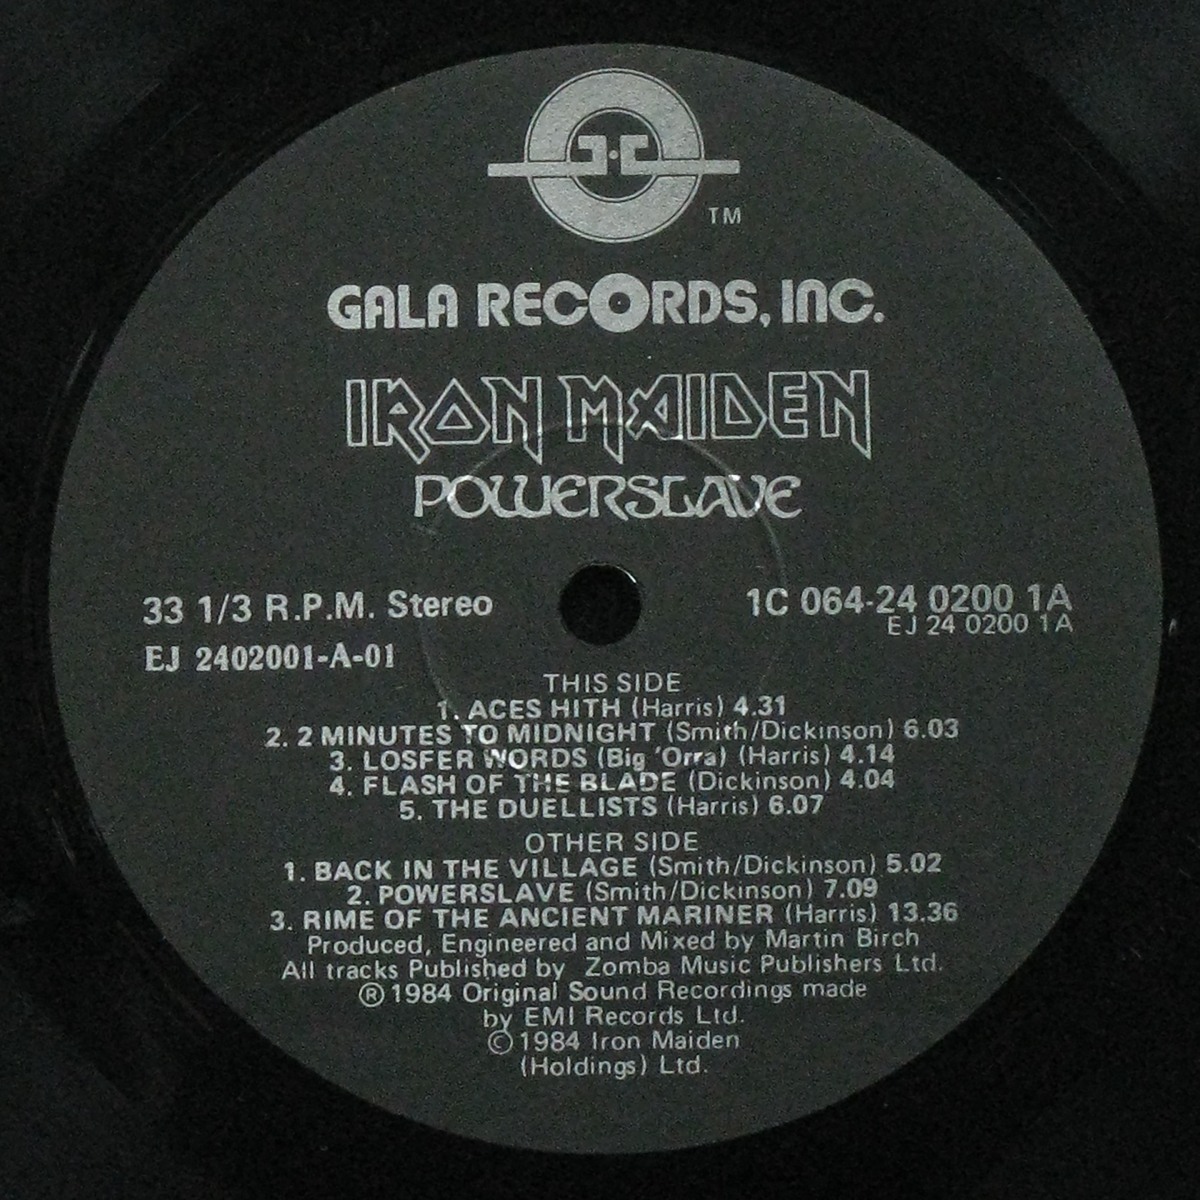 TM
GALA RECORDS, INC.
IRON MAIDEN
POWERSLAVE
33 1/3 R.P.M. Stereo
1C 064-24 0200 1A
EJ 24 0200 1A
EJ 2402001-A-01
THIS SIDE
1. ACES HITH (Harris) 4.31
2. 2 MINUTES TO MIDNIGHT (Smith/Dickinson) 6.03
3. LOSFER WORDS (Big 'Orra) (Harris) 4.14
4. FLASH OF THE BLADE (Dickinson) 4.04
5. THE DUELLISTS (Harris) 6.07
OTHER SIDE
1. BACK IN THE VILLAGE (Smith/Dickinson) 5.02
2. POWERSLAVE (Smith/Dickinson) 7.09
3. RIME OF THE ANCIENT MARINER (Harris) 13.36
Produced, Engineered and Mixed by Martin Birch
All tracks Published by Zomba Music Publishers Ltd.
Ⓡ 1984 Original Sound Recordings made
by EMI Records Ltd.
© 1984 Iron Maiden
(Holdings) Ltd.